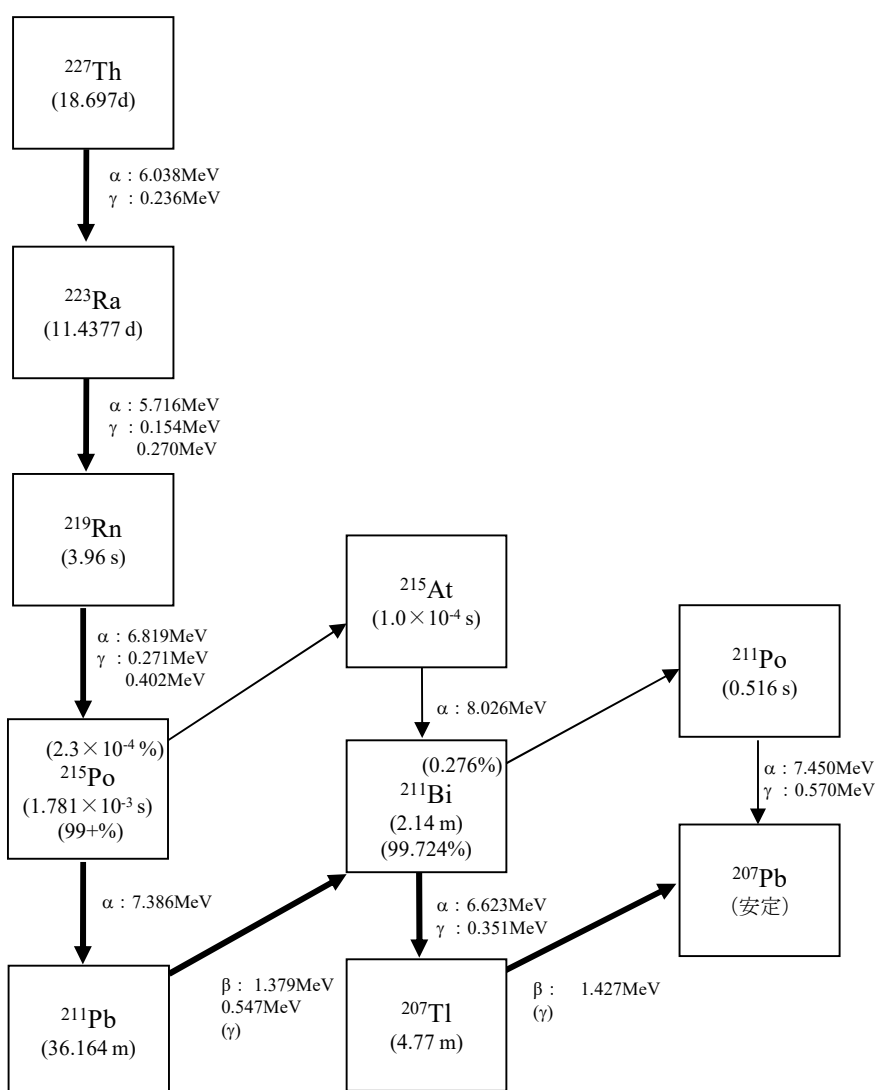 ²²⁷Th
(18.697d)
α：6.038MeV
γ：0.236MeV
²²³Ra
(11.4377 d)
α：5.716MeV
γ：0.154MeV
0.270MeV
²¹⁹Rn
(3.96 s)
α：6.819MeV
γ：0.271MeV
0.402MeV
²¹⁵At
(1.0×10⁻⁴ s)
α：8.026MeV
²¹¹Po
(0.516 s)
α：7.450MeV
γ：0.570MeV
(2.3×10⁻⁴ %)
²¹⁵Po
(1.781×10⁻³ s)
(99+%)
α：7.386MeV
(0.276%)
²¹¹Bi
(2.14 m)
(99.724%)
α：6.623MeV
γ：0.351MeV
²⁰⁷Pb
（安定）
²¹¹Pb
(36.164 m)
β： 1.379MeV
0.547MeV
(γ)
²⁰⁷Tl
(4.77 m)
β： 1.427MeV
(γ)